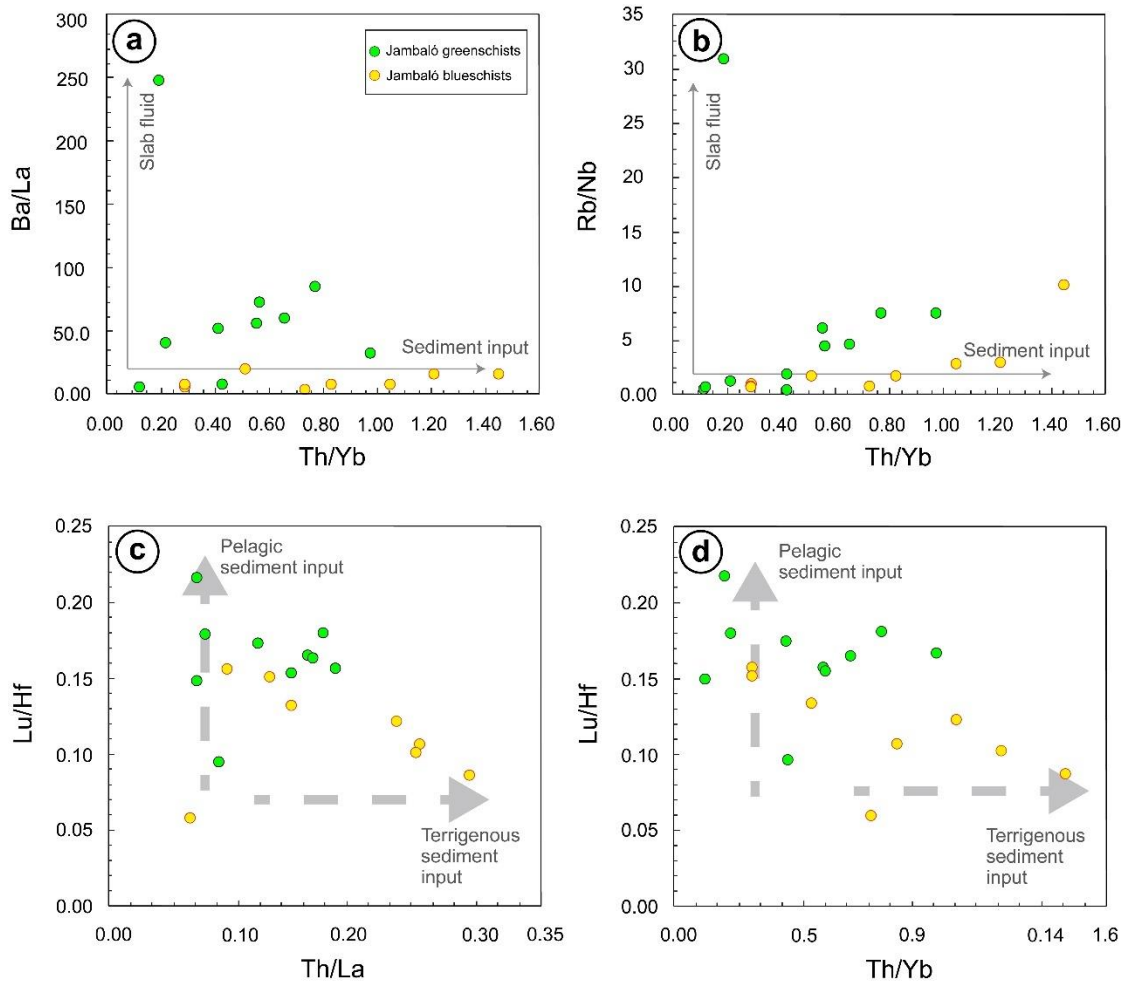 a
300
250
200
150
100
50.0
0.00
Ba/La
Slab fluid
Jambaló greenschists
Jambaló blueschists
Sediment input
0.00 0.20 0.40 0.60 0.80 1.00 1.20 1.40 1.60
Th/Yb
b
35
30
25
20
15
10
5
0.00
Rb/Nb
Slab fluid
Sediment input
0.00 0.20 0.40 0.60 0.80 1.00 1.20 1.40 1.60
Th/Yb
c
0.25
0.20
0.15
0.10
0.05
0.00
Lu/Hf
Pelagic
sediment input
Terrigenous
sediment
input
0.00 0.10 0.20 0.30 0.35
Th/La
d
0.25
0.20
0.15
0.10
0.05
0.00
Lu/Hf
Pelagic
sediment input
Terrigenous
sediment
input
0.00 0.5 0.9 0.14 1.6
Th/Yb